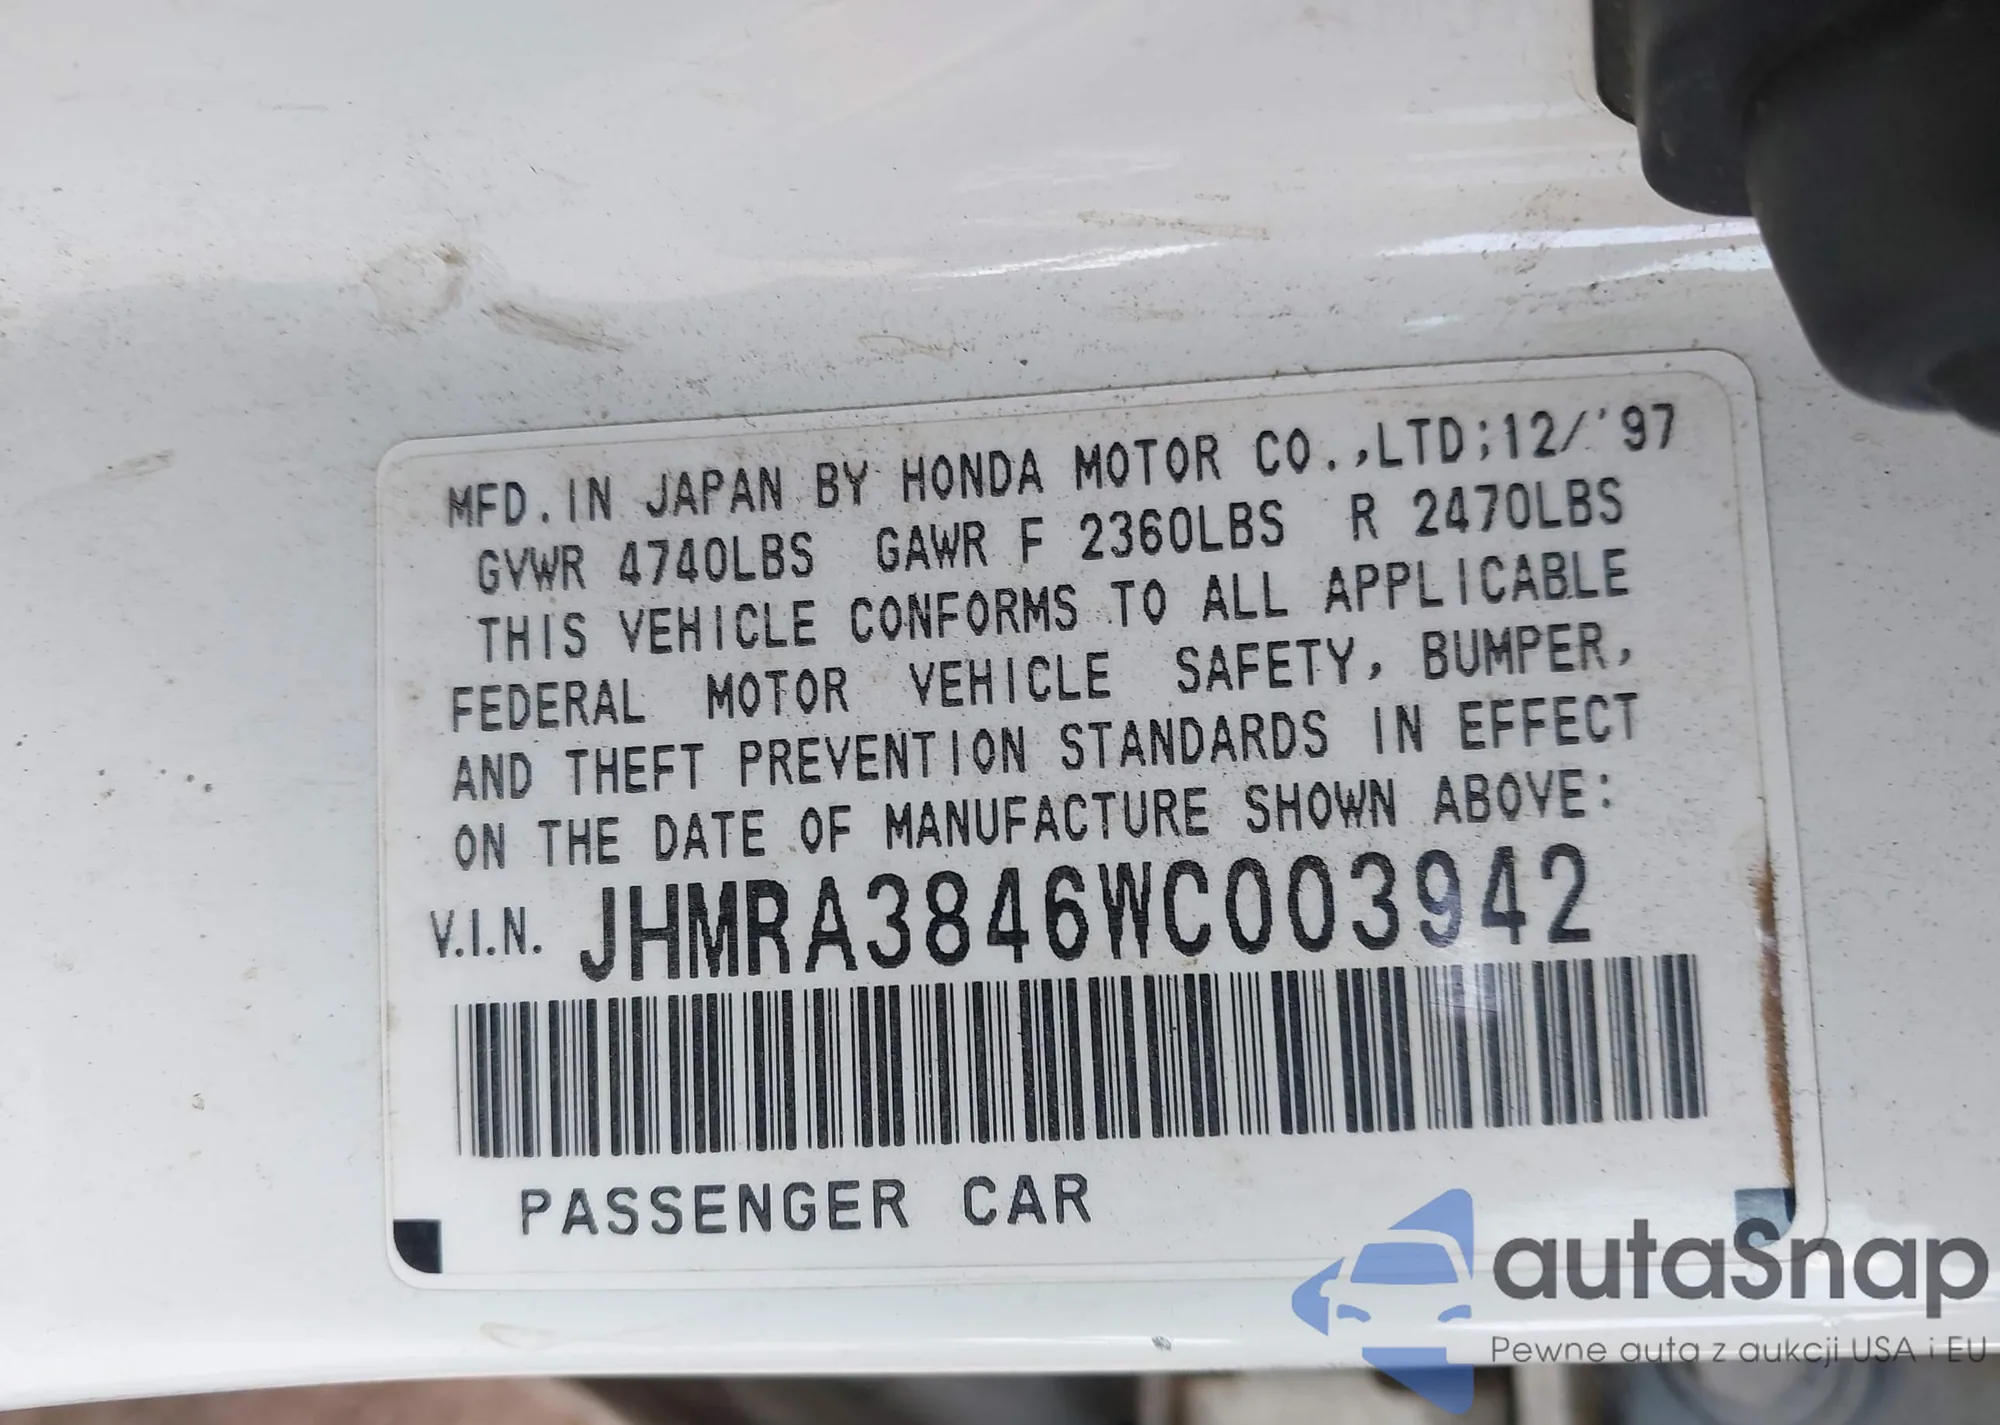 MFD. IN JAPAN BY HONDA MOTOR CO.,LTD;12/'97
GVWR 4740LBS GAWR F 2360LBS R 2470LBS
THIS VEHICLE CONFORMS TO ALL APPLICABLE
FEDERAL MOTOR VEHICLE SAFETY, BUMPER,
AND THEFT PREVENTION STANDARDS IN EFFECT
ON THE DATE OF MANUFACTURE SHOWN ABOVE:
V.I.N. JHMRA3846WC003942
PASSENGER CAR
autaSnap
Pewne auta z aukcji USA i EU